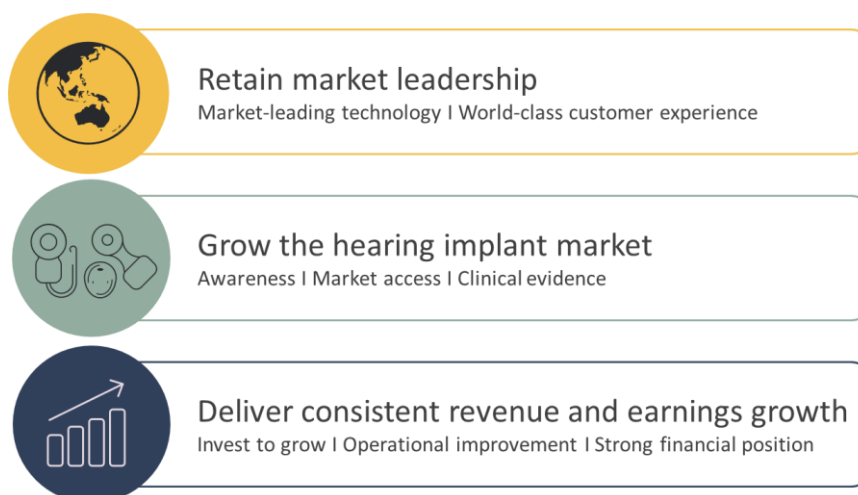 Retain market leadership
Market-leading technology I World-class customer experience
Grow the hearing implant market
Awareness I Market access I Clinical evidence
Deliver consistent revenue and earnings growth
Invest to grow I Operational improvement I Strong financial position